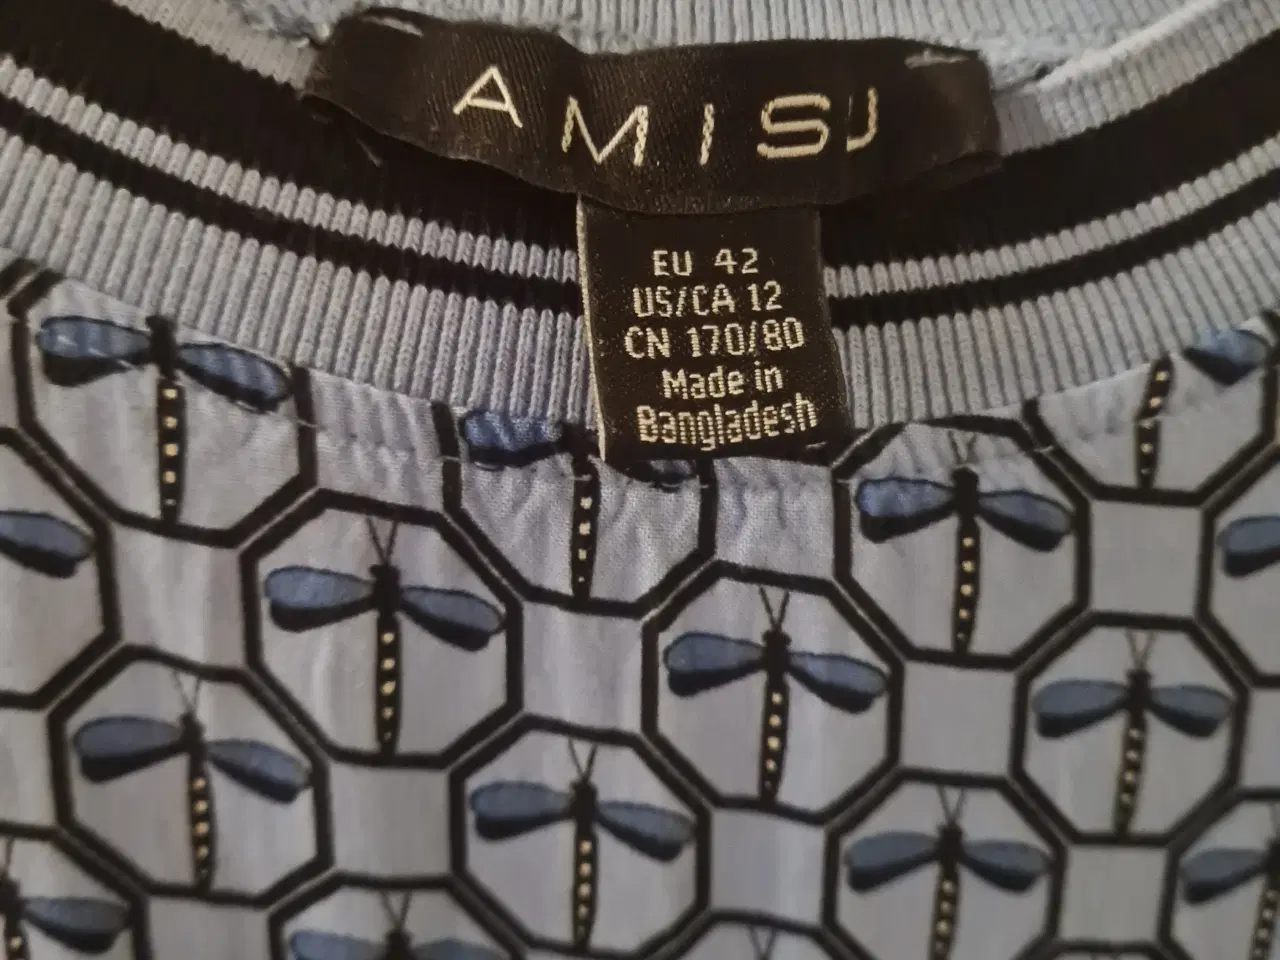 AMISU
EU 42
US/CA 12
CN 170/80
Made in
Bangladesh